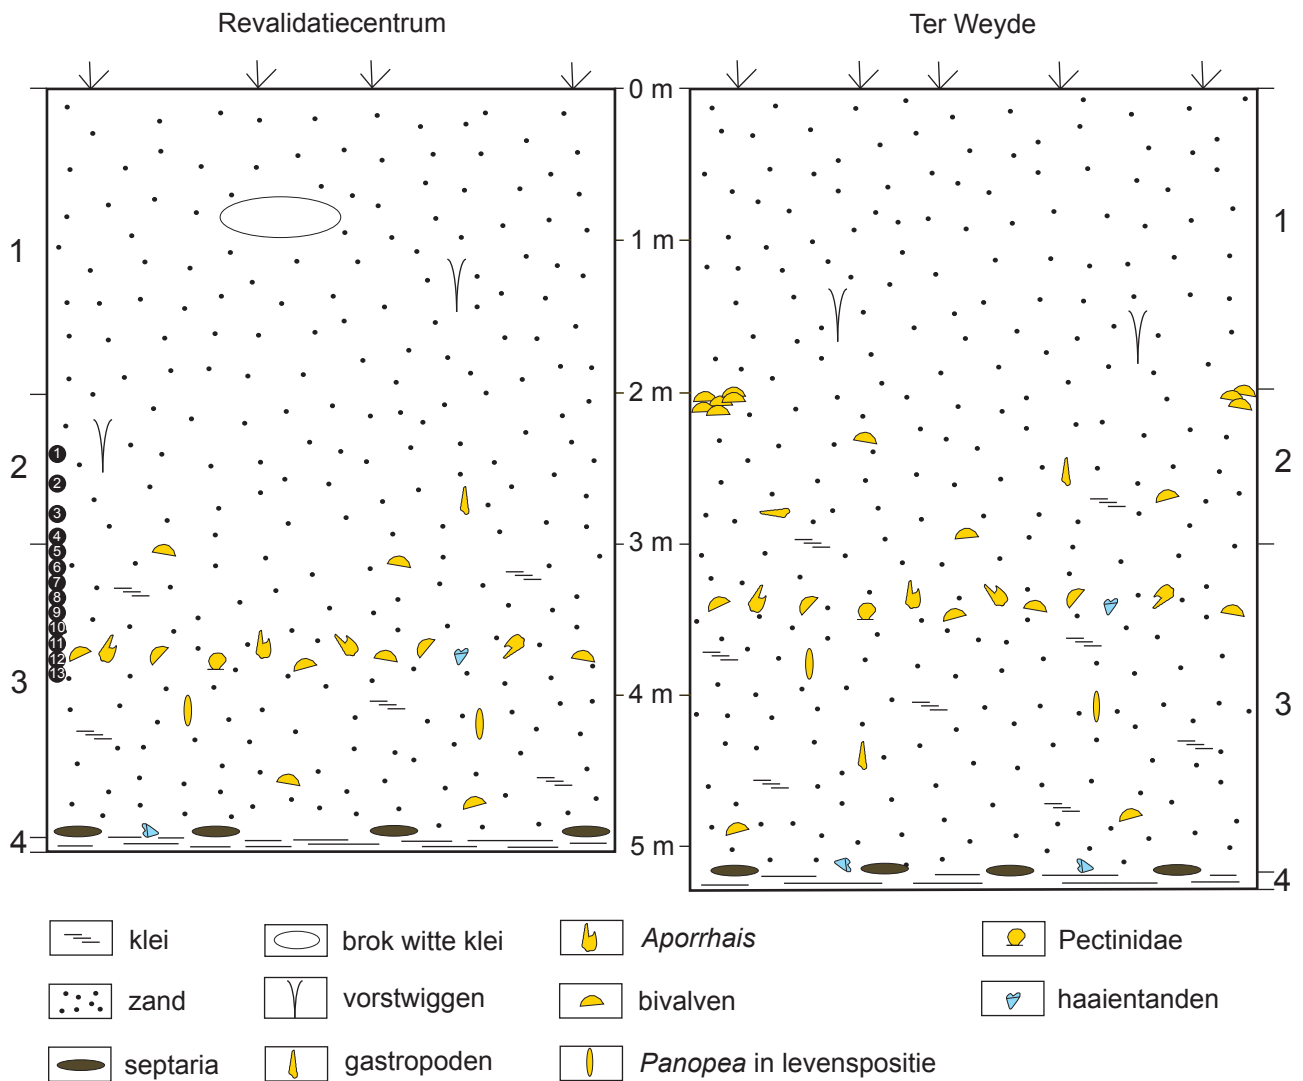 Revalidatiecentrum
Ter Weyde
0 m
1 m
2 m
3 m
4 m
5 m
1
2
3
4
1
2
3
4
5
6
7
8
9
10
11
12
13
1
2
3
4
klei
brok witte klei
Aporrhais
Pectinidae
zand
vorstwiggen
bivalven
haaientanden
septaria
gastropoden
Panopea in levenspositie